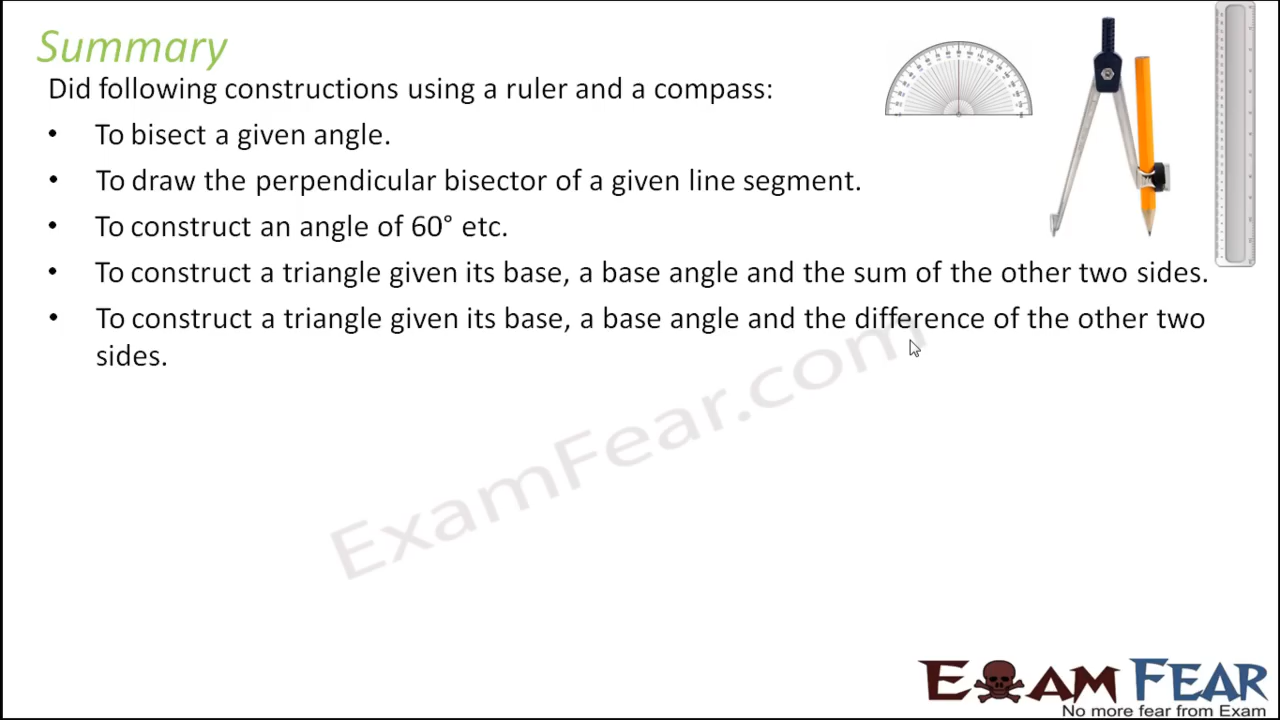 Summary
Did following constructions using a ruler and a compass:
• To bisect a given angle.
• To draw the perpendicular bisector of a given line segment.
• To construct an angle of 60° etc.
• To construct a triangle given its base, a base angle and the sum of the other two sides.
• To construct a triangle given its base, a base angle and the difference of the other two
sides.
ExamFear.com
EXAM FEAR
No more fear from Exam